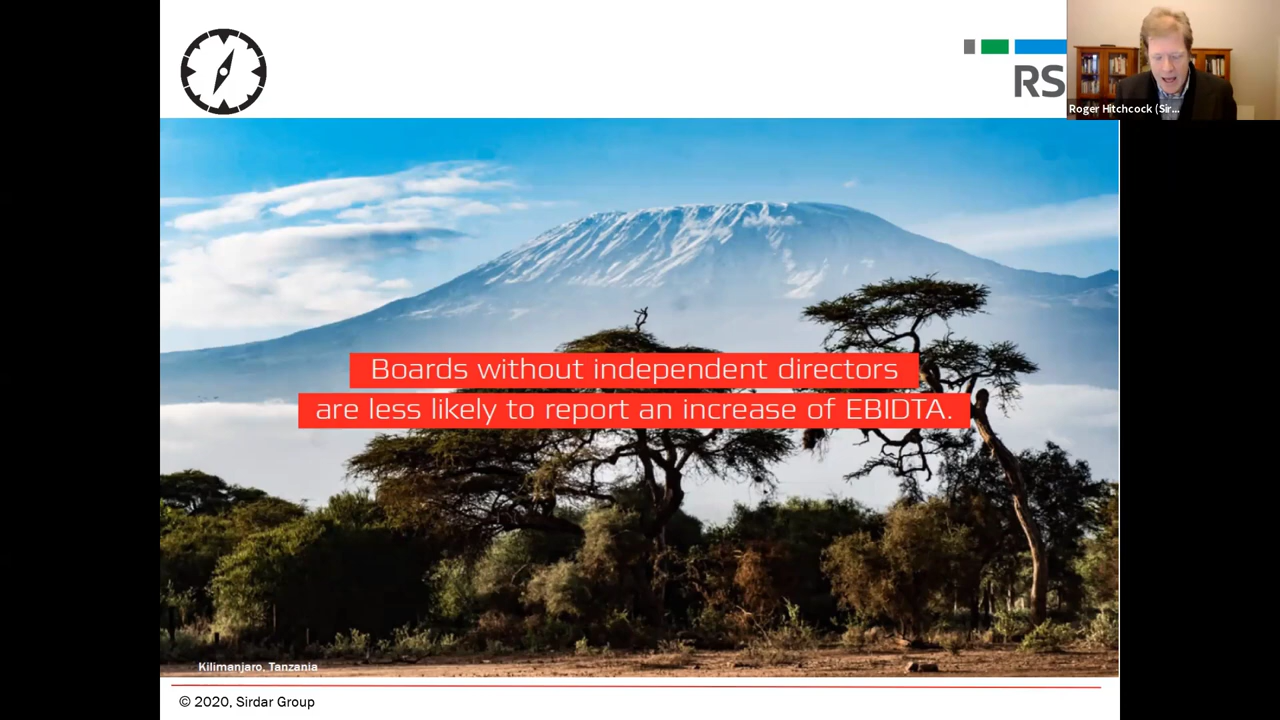 RS
Roger Hitchcock (Sir...
Boards without independent directors
are less likely to report an increase of EBIDTA.
Kilimanjaro, Tanzania
© 2020, Sirdar Group